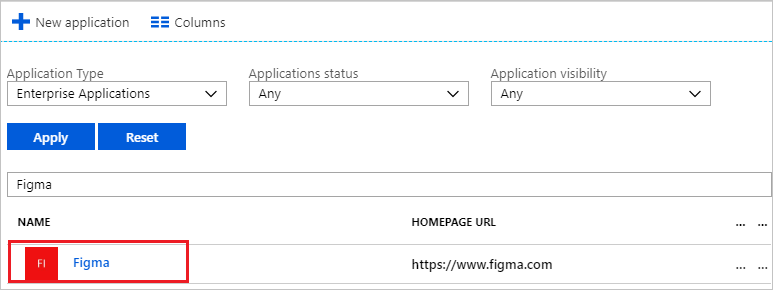 New application Columns
Application Type Applications status Application visibility
Enterprise Applications Any Any
Apply Reset
Figma
NAME HOMEPAGE URL ... ...
FI Figma https://www.figma.com ... ...